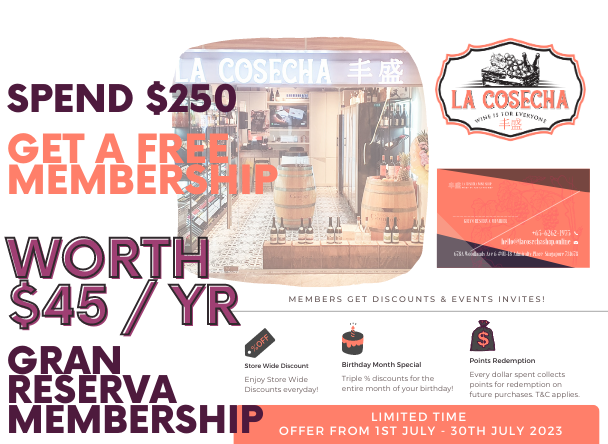 SPEND $250
GET A FREE
MEMBERSHIP
WORTH
$45 / YR
GRAN
RESERVA
MEMBERSHIP
LA COSECHA 丰盛
LA COSECHA
WINE IS FOR EVERYONE
丰盛
MEMBERS GET DISCOUNTS & EVENTS INVITES!
%OFF
Store Wide Discount
Enjoy Store Wide
Discounts everyday!
Birthday Month Special
Triple % discounts for the
entire month of your birthday!
$
Points Redemption
Every dollar spent collects
points for redemption on
future purchases. T&C applies.
LIMITED TIME
OFFER FROM 1ST JULY - 30TH JULY 2023